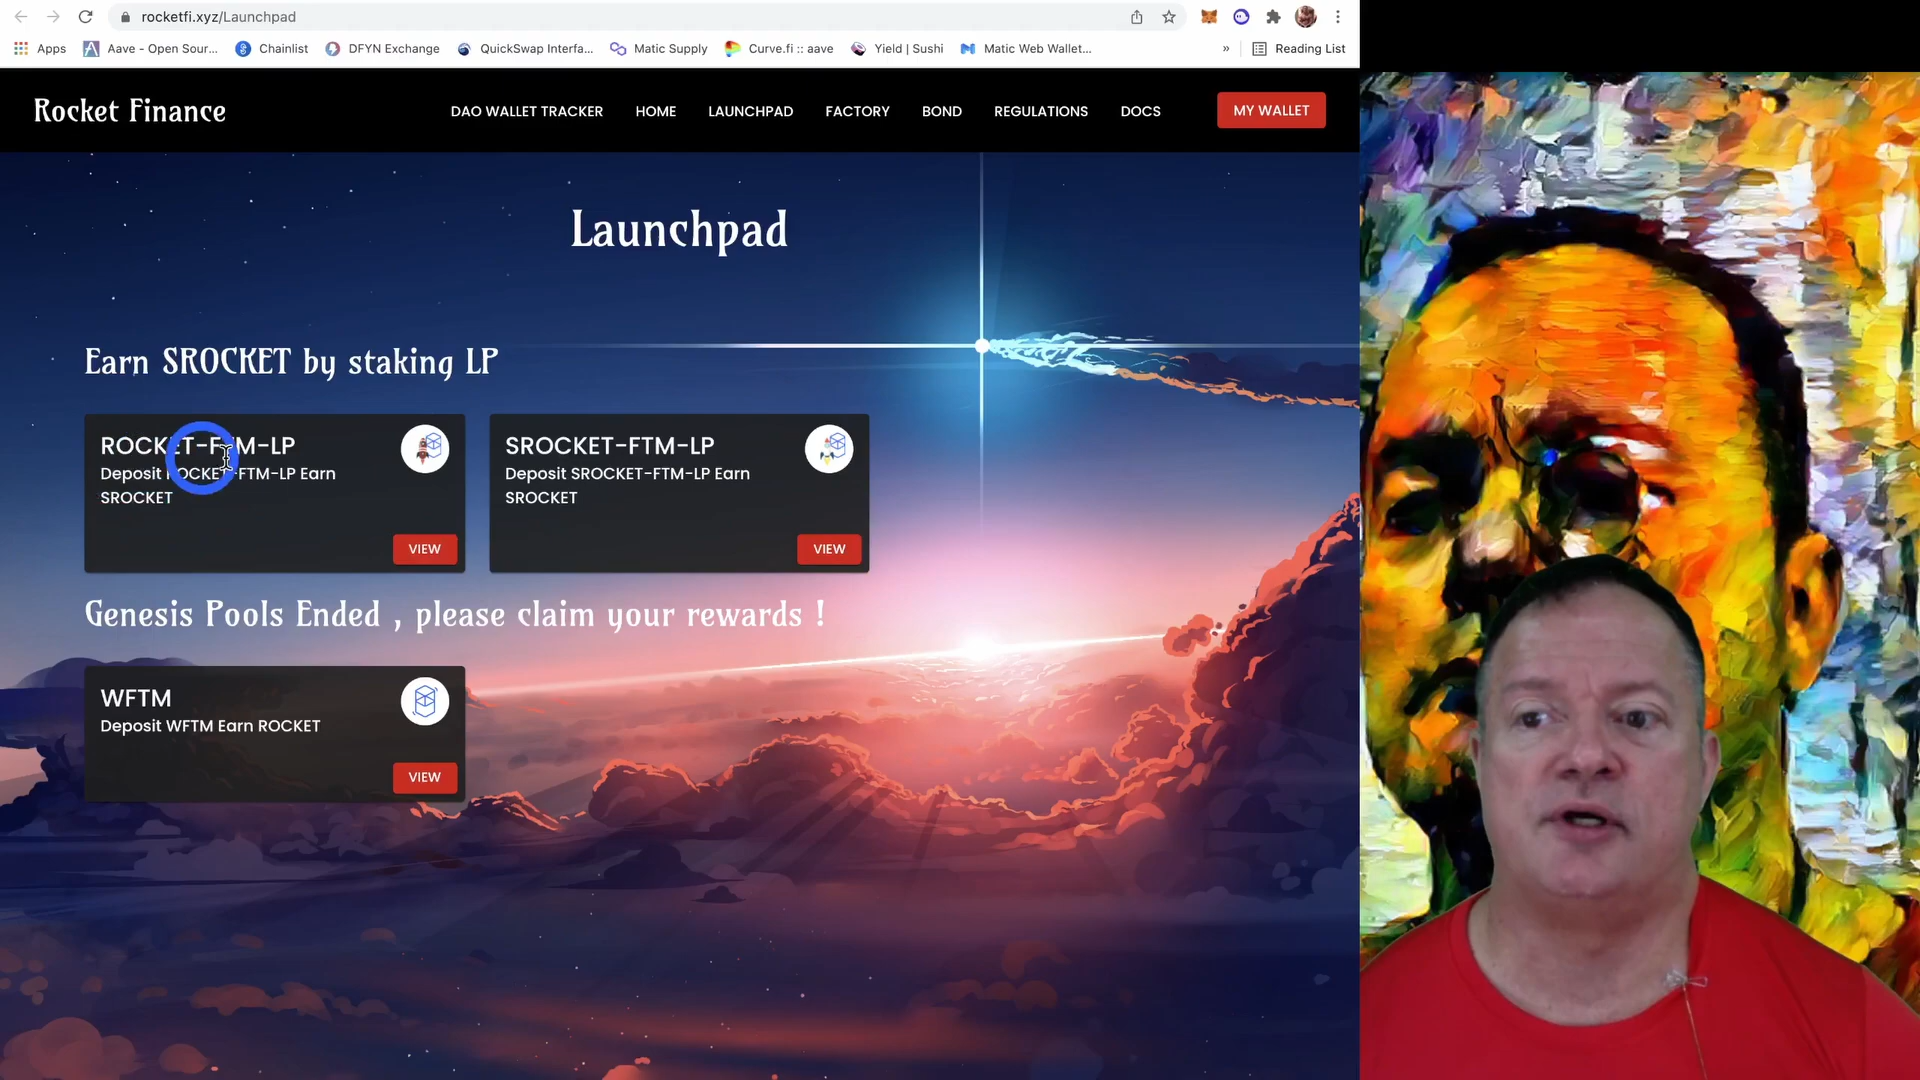 rocketfi.xyz/Launchpad
Apps
Aave - Open Sour...
Chainlist
DFYN Exchange
QuickSwap Interfa...
Matic Supply
Curve.fi :: aave
Yield | Sushi
Matic Web Wallet...
»
Reading List
Rocket Finance
DAO WALLET TRACKER
HOME
LAUNCHPAD
FACTORY
BOND
REGULATIONS
DOCS
MY WALLET
Launchpad
Earn SROCKET by staking LP
ROCKET-FTM-LP
Deposit ROCKET-FTM-LP Earn
SROCKET
VIEW
SROCKET-FTM-LP
Deposit SROCKET-FTM-LP Earn
SROCKET
VIEW
Genesis Pools Ended , please claim your rewards !
WFTM
Deposit WFTM Earn ROCKET
VIEW